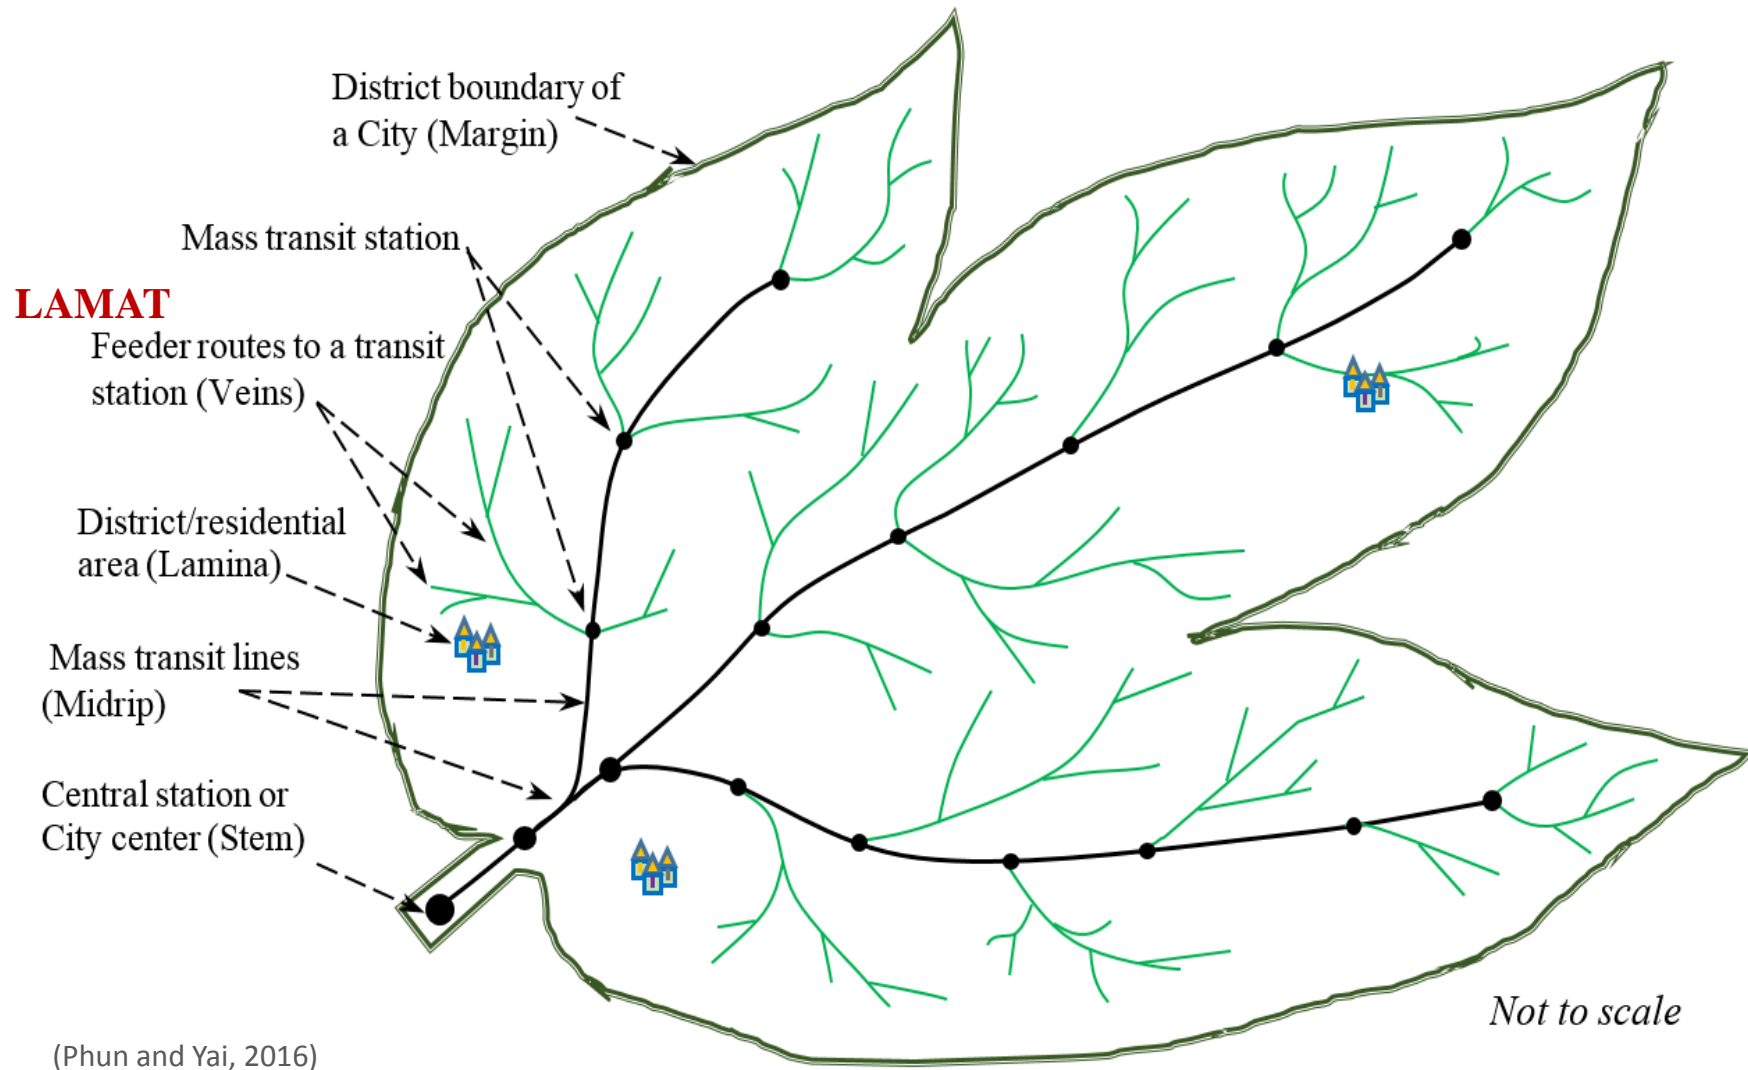 District boundary of
a City (Margin)
Mass transit station
LAMAT
Feeder routes to a transit
station (Veins)
District/residential
area (Lamina)
Mass transit lines
(Midrip)
Central station or
City center (Stem)
Not to scale
(Phun and Yai, 2016)